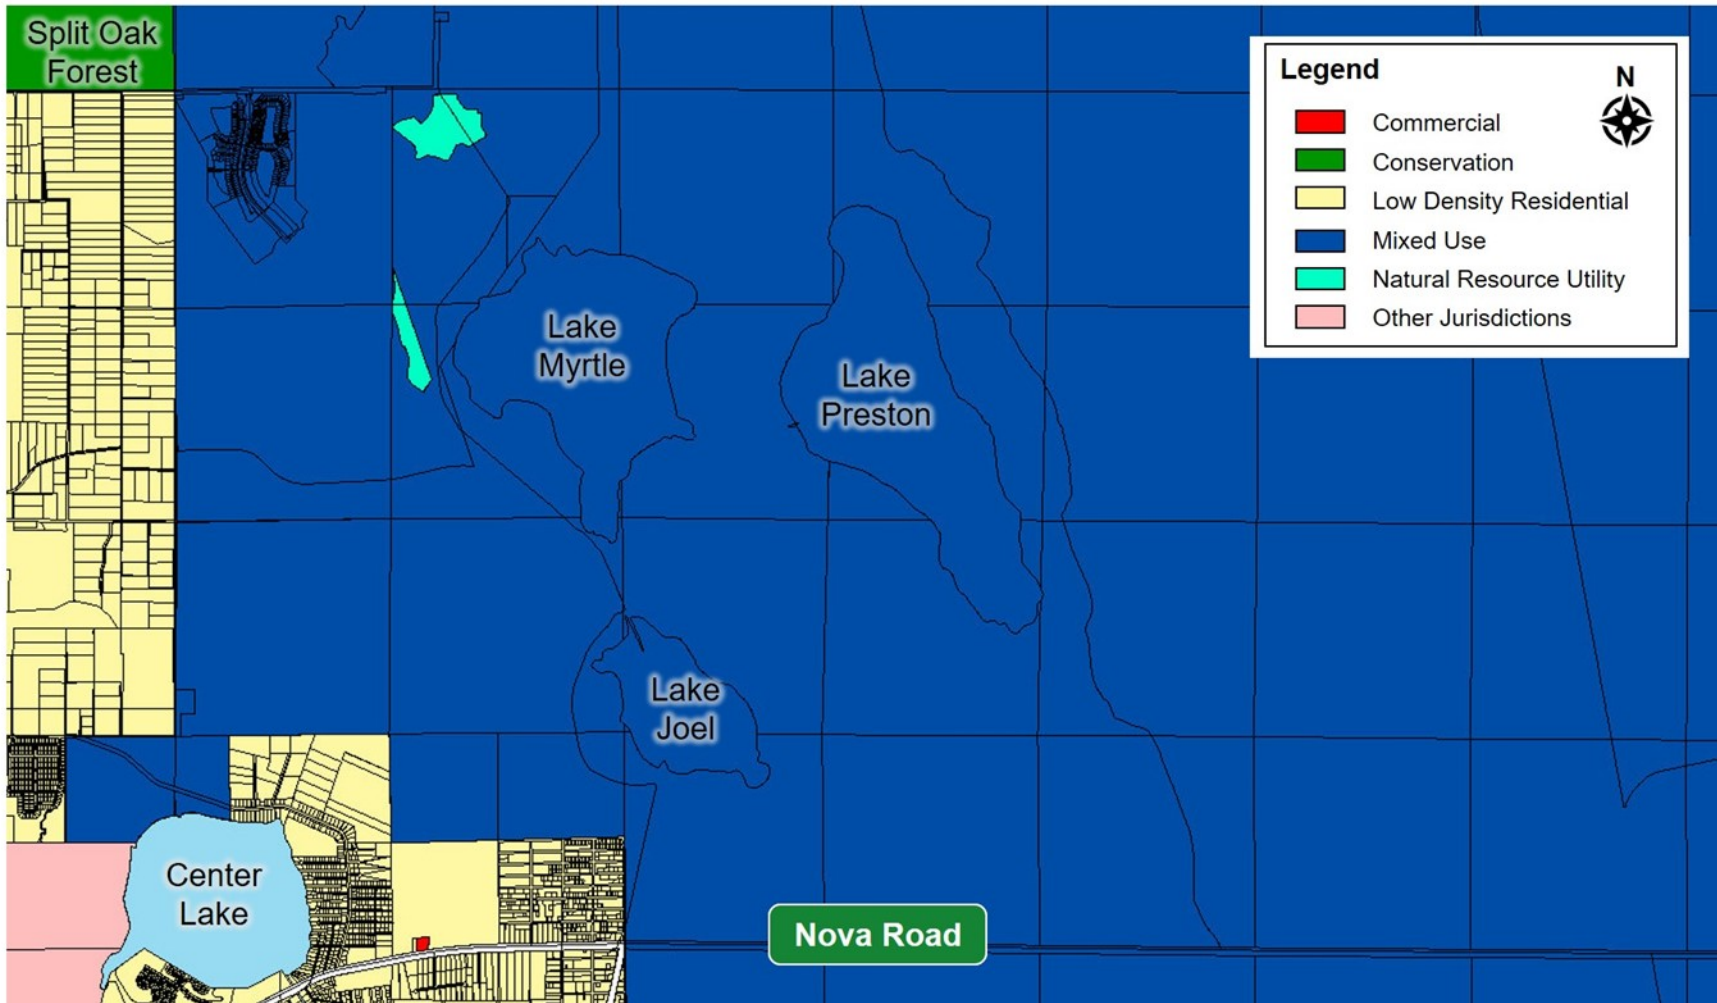 Split Oak
Forest
Legend
N
Commercial
Conservation
Low Density Residential
Mixed Use
Natural Resource Utility
Other Jurisdictions
Lake
Myrtle
Lake
Preston
Lake
Joel
Center
Lake
Nova Road